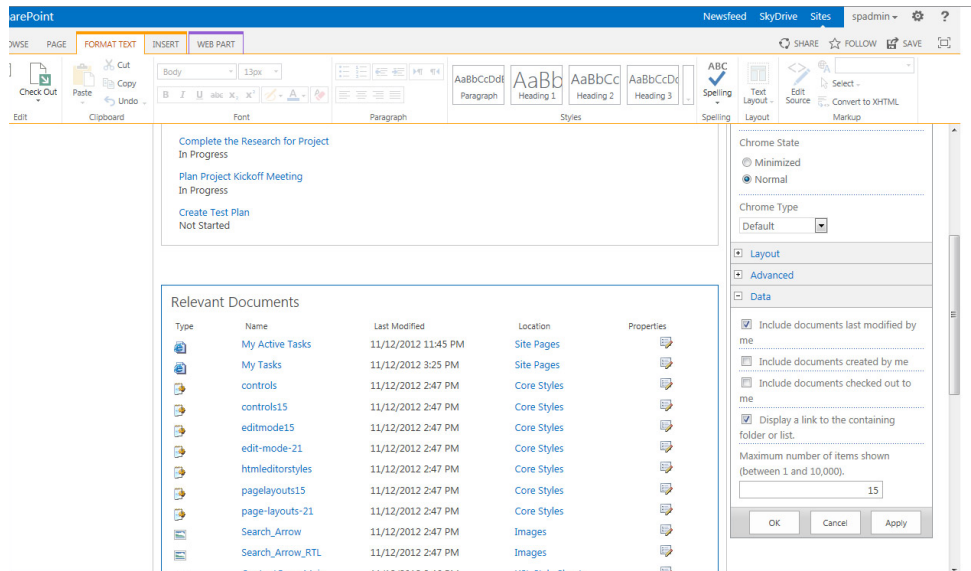 arePoint
Newsfeed SkyDrive Sites spadmin ?
OWSE PAGE FORMAT TEXT INSERT WEB PART SHARE FOLLOW SAVE
Check Out
Paste
Cut
Copy
Undo
Body 13px
B I U abc x, x² A
AaBbCcDdE AaBb AaBbCc AaBbCcDc
Paragraph Heading 1 Heading 2 Heading 3
ABC
Spelling
Text
Layout
Edit
Source
Select
Convert to XHTML
Edit Clipboard Font Paragraph Styles Spelling Layout Markup
Complete the Research for Project
In Progress
Plan Project Kickoff Meeting
In Progress
Create Test Plan
Not Started
Relevant Documents
Type Name Last Modified Location Properties
My Active Tasks 11/12/2012 11:45 PM Site Pages
My Tasks 11/12/2012 3:25 PM Site Pages
controls 11/12/2012 2:47 PM Core Styles
controls15 11/12/2012 2:47 PM Core Styles
editmode15 11/12/2012 2:47 PM Core Styles
edit-mode-21 11/12/2012 2:47 PM Core Styles
htmleditorstyles 11/12/2012 2:47 PM Core Styles
pagelayouts15 11/12/2012 2:47 PM Core Styles
page-layouts-21 11/12/2012 2:47 PM Core Styles
Search_Arrow 11/12/2012 2:47 PM Images
Search_Arrow_RTL 11/12/2012 2:47 PM Images
Chrome State
Minimized
Normal
Chrome Type
Default
Layout
Advanced
Data
Include documents last modified by
me
Include documents created by me
Include documents checked out to
me
Display a link to the containing
folder or list.
Maximum number of items shown
(between 1 and 10,000).
15
OK Cancel Apply